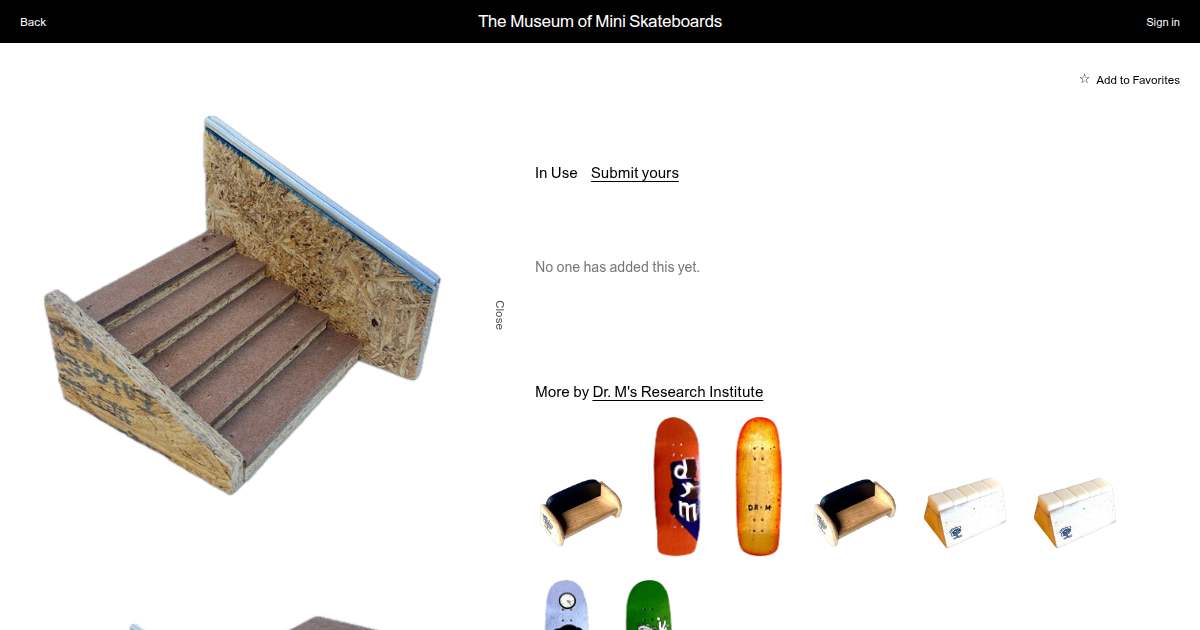 Back
The Museum of Mini Skateboards
Sign in
☆ Add to Favorites
In Use Submit yours
No one has added this yet.
Close
More by Dr. M's Research Institute
drm
DR·M